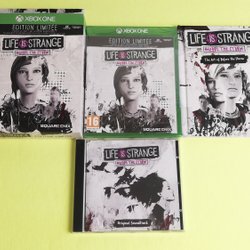 XBOX ONE
LIFE IS STRANGE
BEFORE THE STORM
SQUARE ENIX
XBOX ONE
EDITION LIMITÉE
LIFE IS STRANGE
BEFORE THE STORM
16
SQUARE ENIX
LIFE IS STRANGE
BEFORE THE STORM
The Art of Before the Storm
LIFE IS STRANGE
BEFORE THE STORM
Original Soundtrack